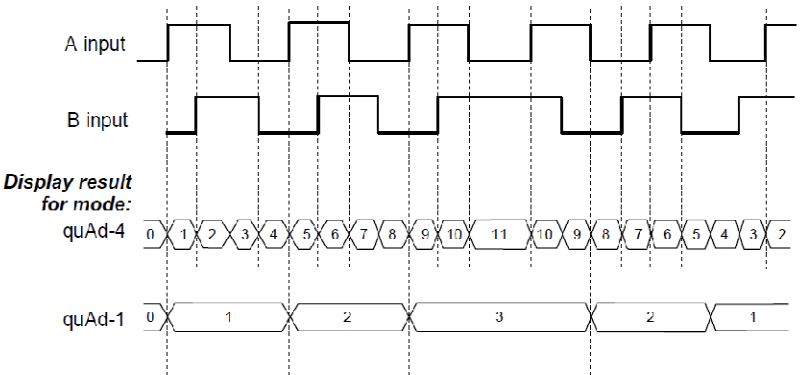 A input
B input
Display result
for mode:
quAd-4 0 1 2 3 4 5 6 7 8 9 10 11 10 9 8 7 6 5 4 3 2
quAd-1 0 1 2 3 2 1